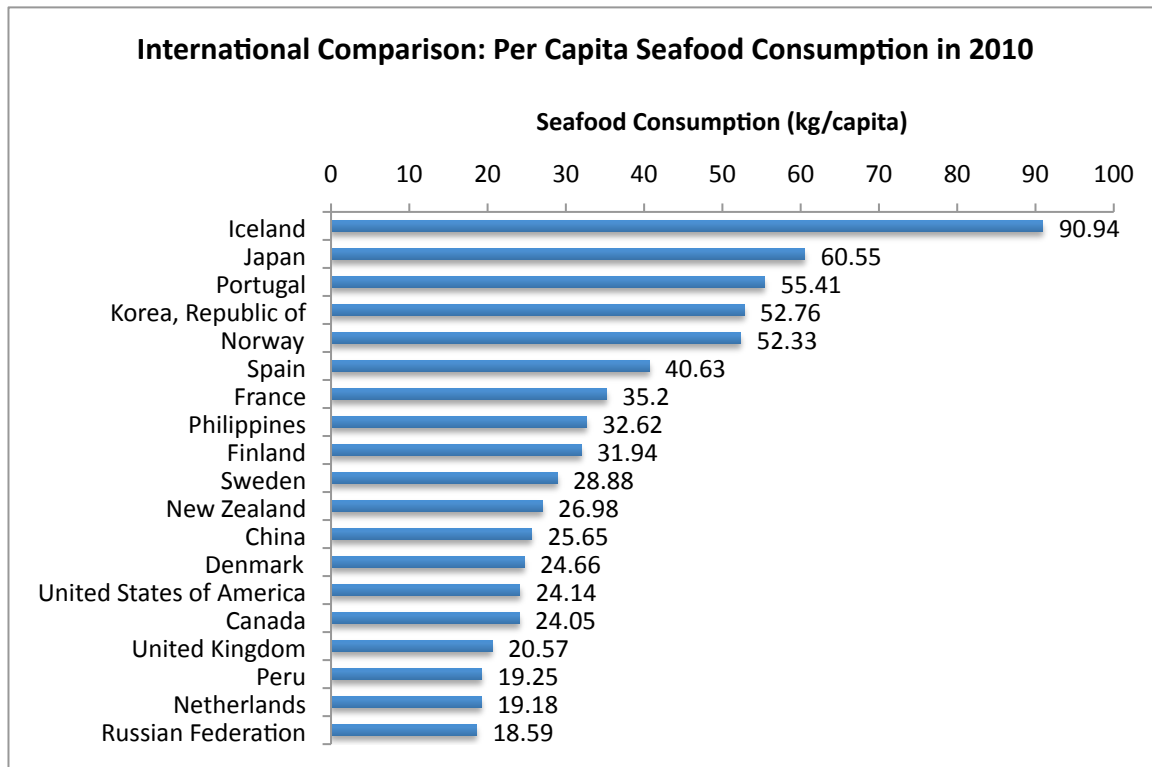 International Comparison: Per Capita Seafood Consumption in 2010
Seafood Consumption (kg/capita)
0 10 20 30 40 50 60 70 80 90 100
Iceland 90.94
Japan 60.55
Portugal 55.41
Korea, Republic of 52.76
Norway 52.33
Spain 40.63
France 35.2
Philippines 32.62
Finland 31.94
Sweden 28.88
New Zealand 26.98
China 25.65
Denmark 24.66
United States of America 24.14
Canada 24.05
United Kingdom 20.57
Peru 19.25
Netherlands 19.18
Russian Federation 18.59